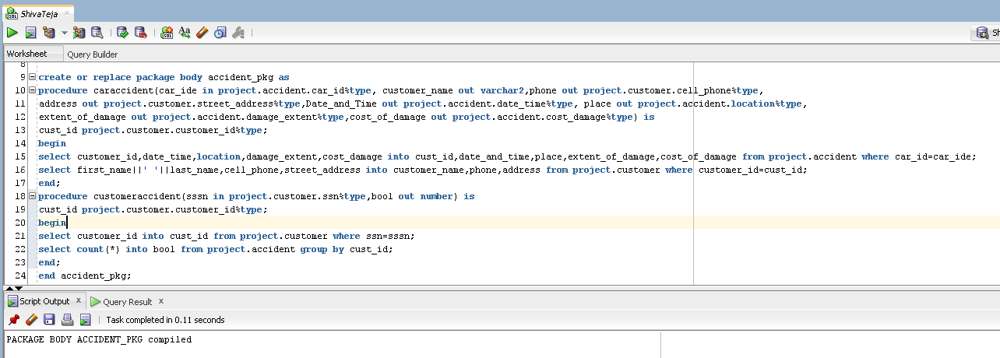 ShivaTeja
Sh
Worksheet Query Builder
8
9 create or replace package body accident_pkg as
10 procedure caraccident(car_ide in project.accident.car_id%type, customer_name out varchar2,phone out project.customer.cell_phone%type,
11 address out project.customer.street_address%type,Date_and_Time out project.accident.date_time%type, place out project.accident.location%type,
12 extent_of_damage out project.accident.damage_extent%type,cost_of_damage out project.accident.cost_damage%type) is
13 cust_id project.customer.customer_id%type;
14 begin
15 select customer_id,date_time,location,damage_extent,cost_damage into cust_id,date_and_time,place,extent_of_damage,cost_of_damage from project.accident where car_id=car_ide;
16 select first_name||' '||last_name,cell_phone,street_address into customer_name,phone,address from project.customer where customer_id=cust_id;
17 end;
18 procedure customeraccident(sssn in project.customer.ssn%type,bool out number) is
19 cust_id project.customer.customer_id%type;
20 begin
21 select customer_id into cust_id from project.customer where ssn=sssn;
22 select count(*) into bool from project.accident group by cust_id;
23 end;
24 end accident_pkg;
Script Output x Query Result x
Task completed in 0.11 seconds
PACKAGE BODY ACCIDENT_PKG compiled